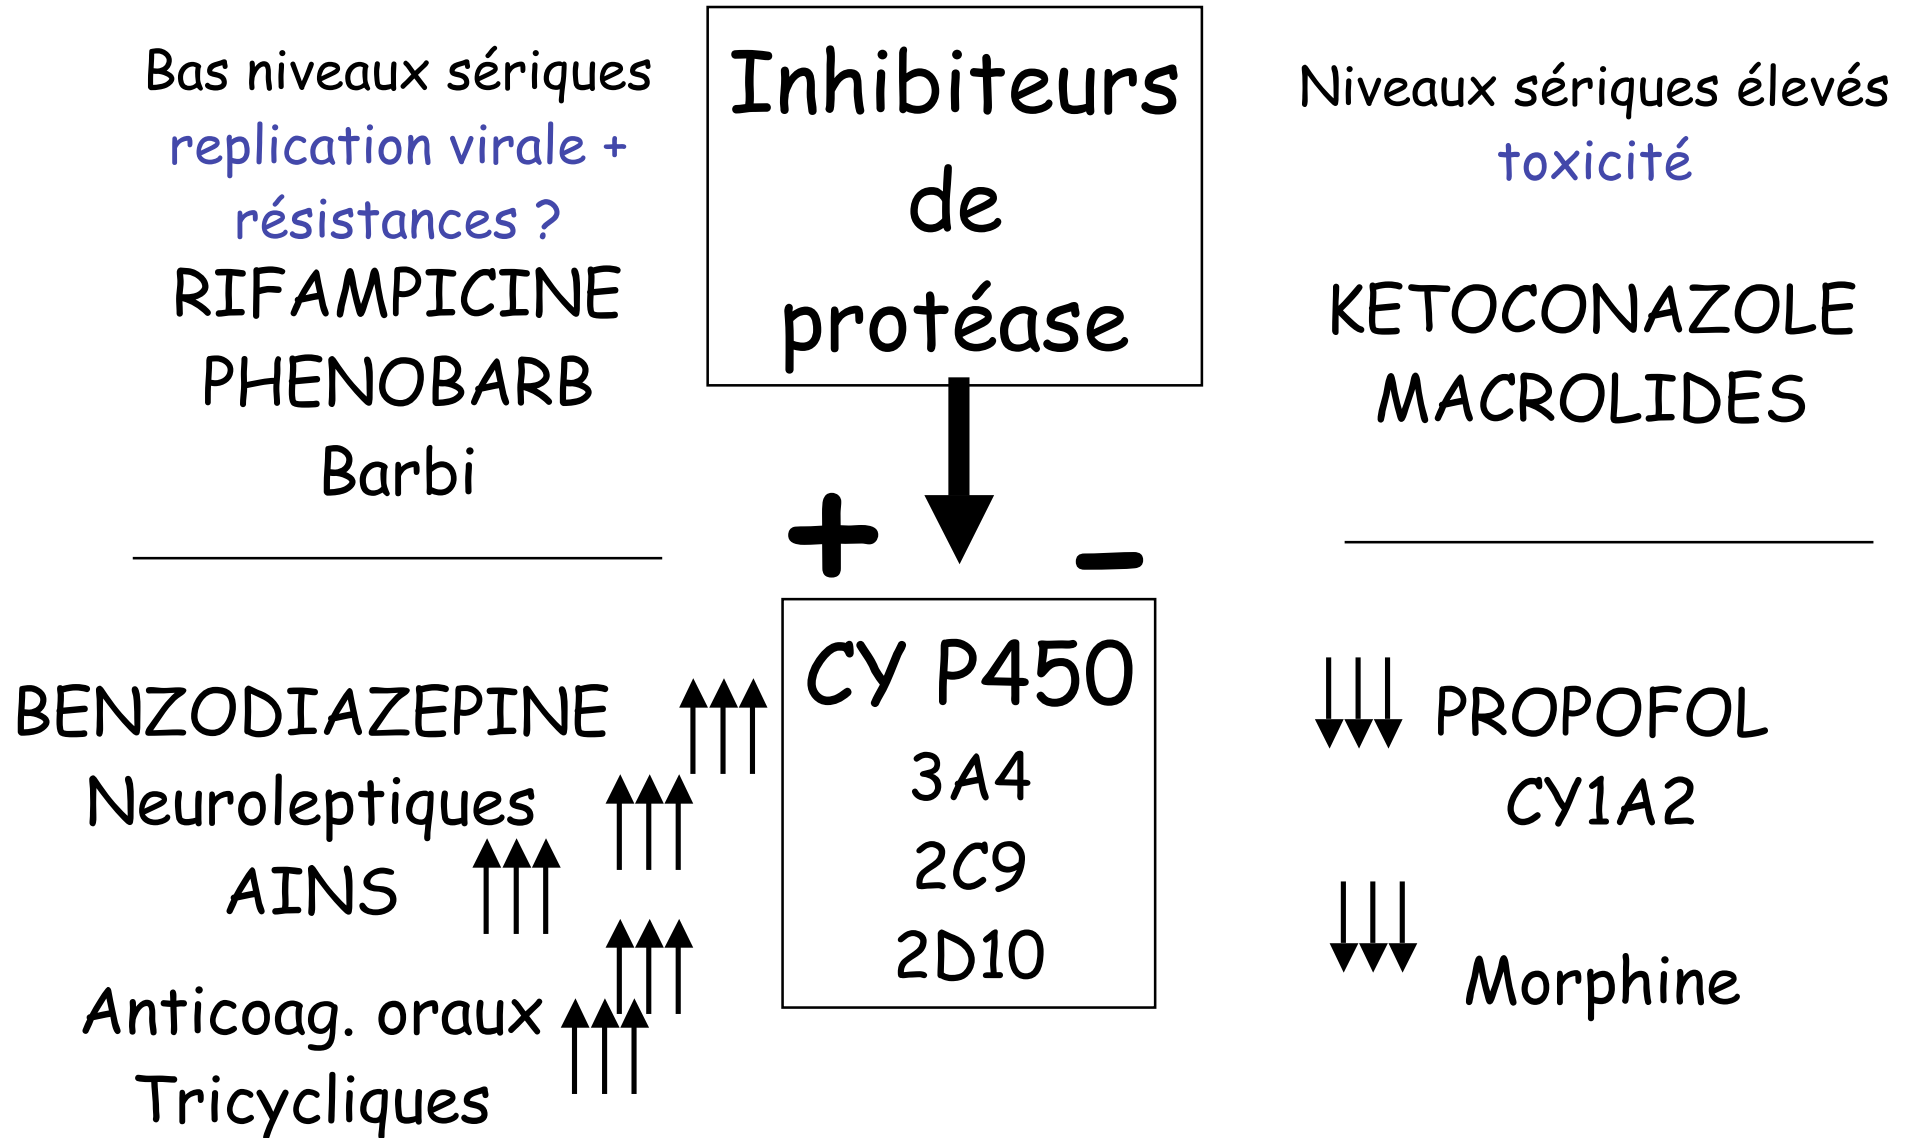 Bas niveaux sériques
replication virale +
résistances ?
RIFAMPICINE
PHENOBARB
Barbi
Inhibiteurs
de
protéase
Niveaux sériques élevés
toxicité
KETOCONAZOLE
MACROLIDES
+
-
BENZODIAZEPINE
Neuroleptiques
AINS
Anticoag. oraux
Tricycliques
CY P450
3A4
2C9
2D10
PROPOFOL
CY1A2
Morphine